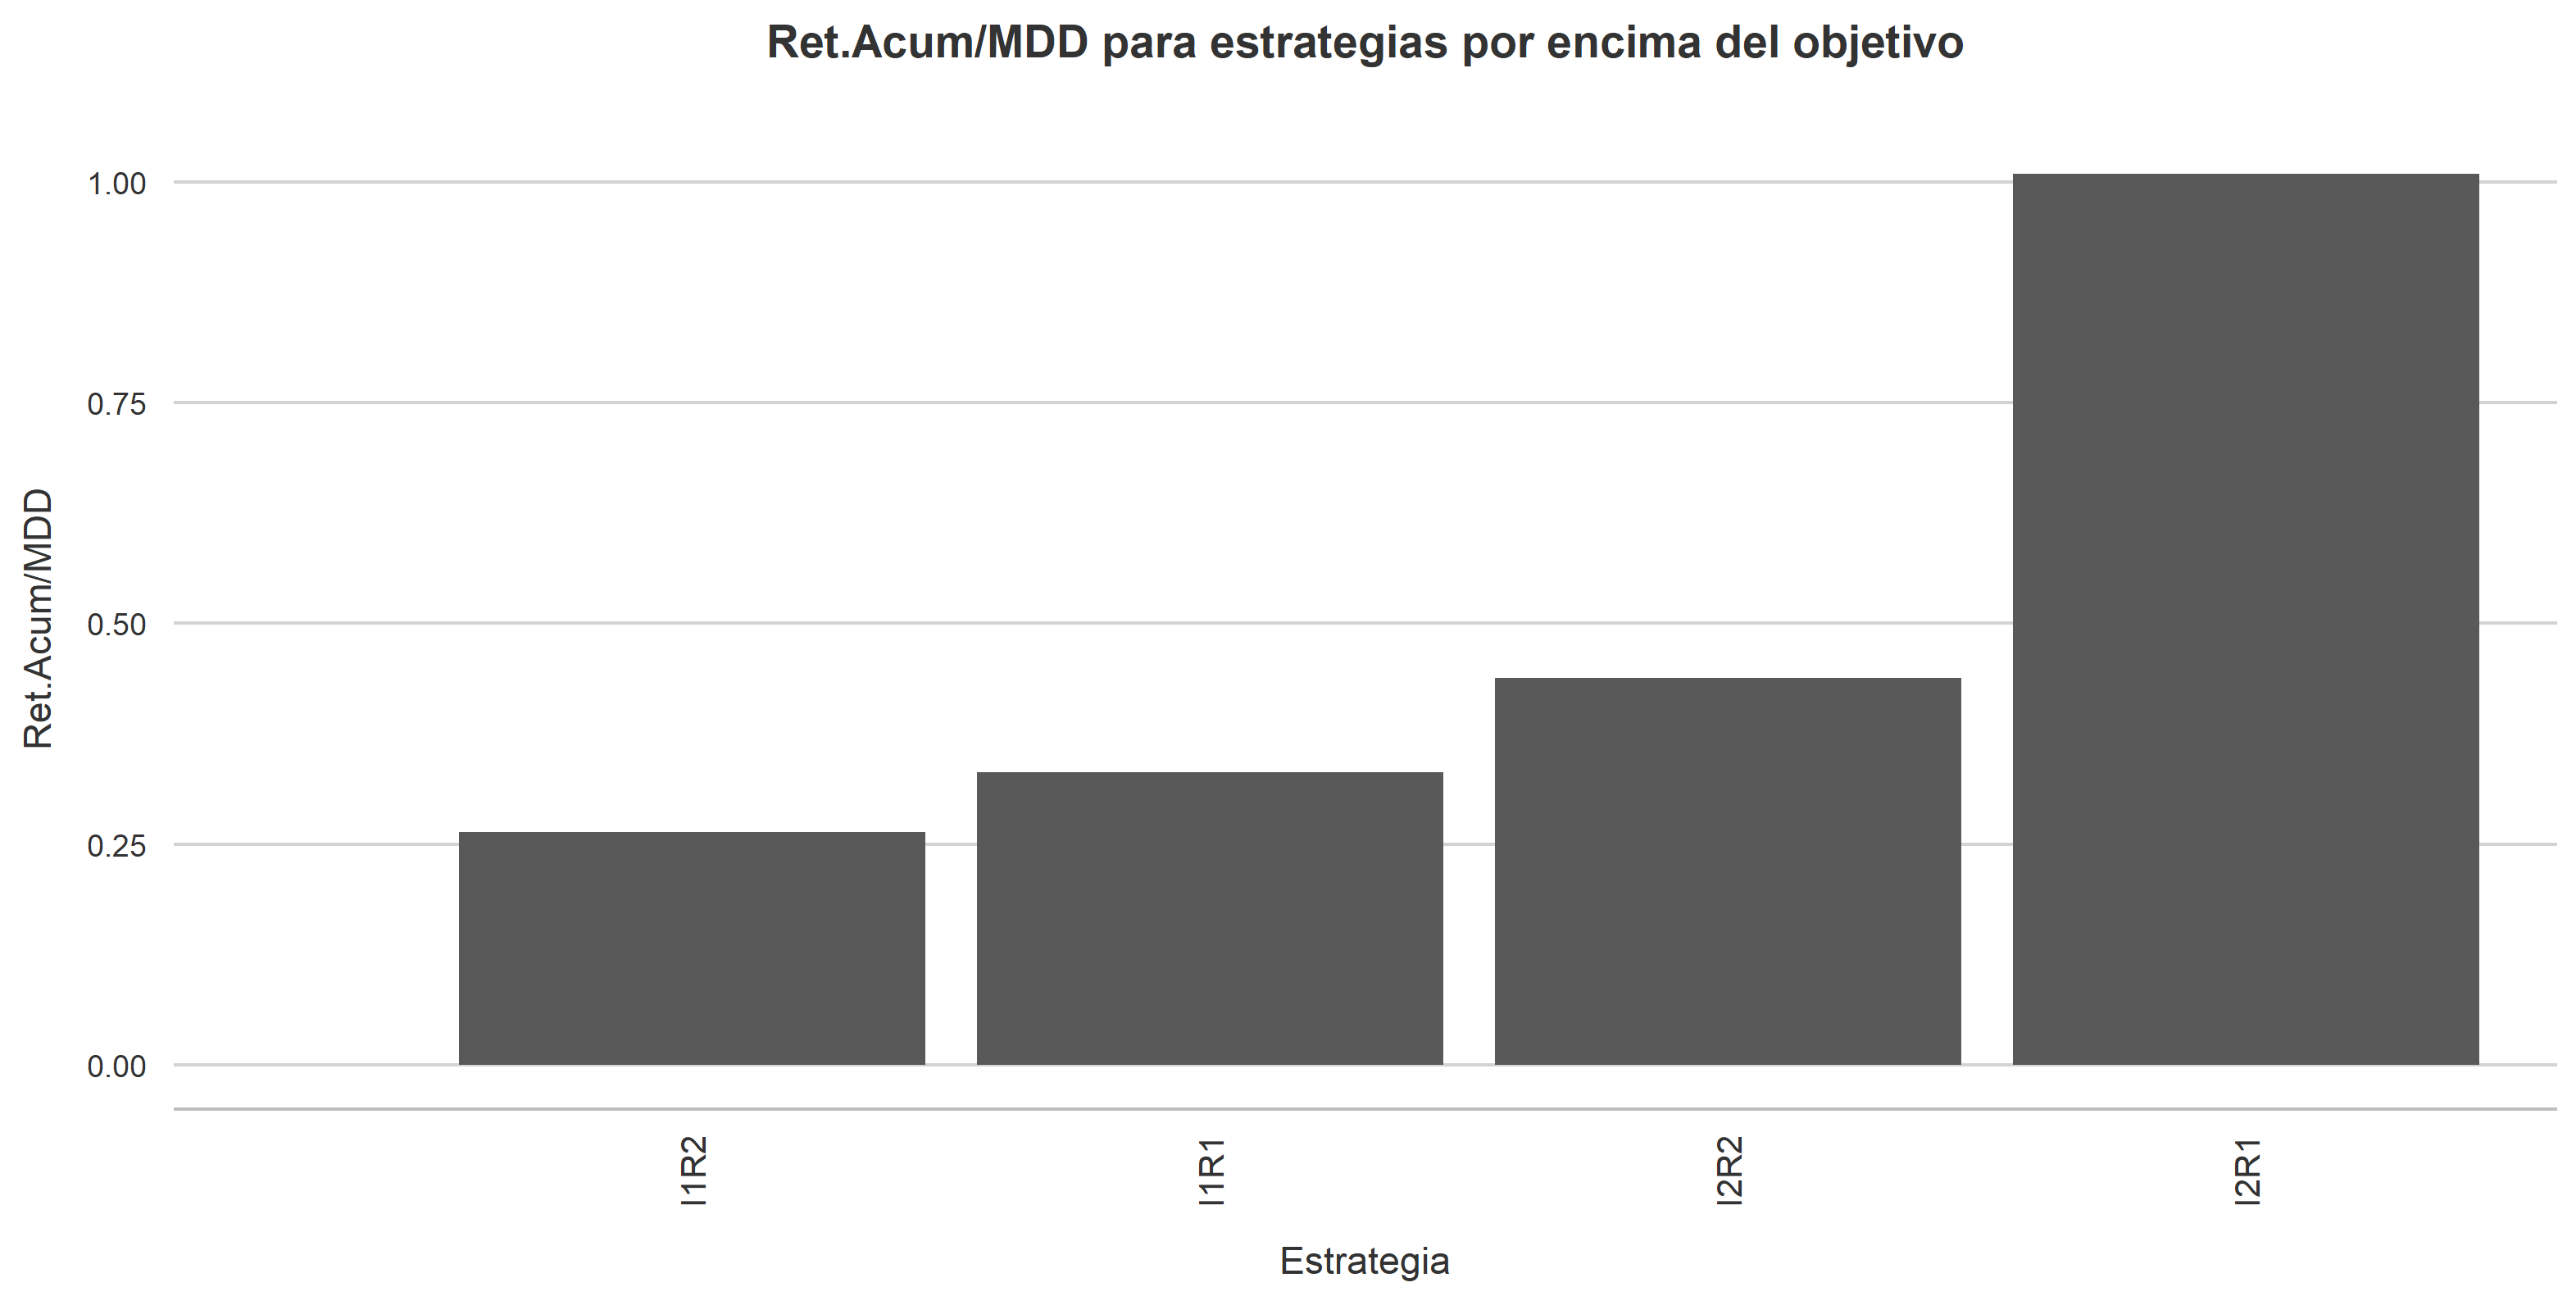 Ret.Acum/MDD para estrategias por encima del objetivo
Ret.Acum/MDD
1.00
0.75
0.50
0.25
0.00
I1R2
I1R1
I2R2
I2R1
Estrategia